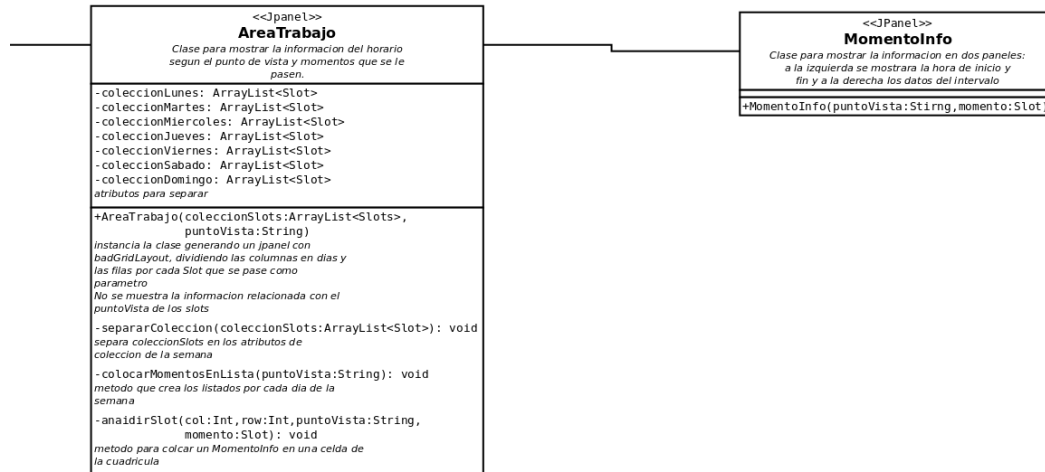 <<Jpanel>>
AreaTrabajo
Clase para mostrar la informacion del horario
segun el punto de vista y momentos que se le
pasen.
-coleccionLunes: ArrayList<Slot>
-coleccionMartes: ArrayList<Slot>
-coleccionMiercoles: ArrayList<Slot>
-coleccionJueves: ArrayList<Slot>
-coleccionViernes: ArrayList<Slot>
-coleccionSabado: ArrayList<Slot>
-coleccionDomingo: ArrayList<Slot>
atributos para separar
+AreaTrabajo(coleccionSlots:ArrayList<Slots>,
puntoVista:String)
instancia la clase generando un jpanel con
badGridLayout, dividiendo las columnas en dias y
las filas por cada Slot que se pase como
parametro
No se muestra la informacion relacionada con el
puntoVista de los slots
-separarColeccion(coleccionSlots:ArrayList<Slot>): void
separa coleccionSlots en los atributos de
coleccion de la semana
-colocarMomentosEnLista(puntoVista:String): void
metodo que crea los listados por cada dia de la
semana
-anaidirSlot(col:Int,row:Int,puntoVista:String,
momento:Slot): void
metodo para colcar un MomentoInfo en una celda de
la cuadricula
<<JPanel>>
MomentoInfo
Clase para mostrar la informacion en dos paneles:
a la izquierda se mostrara la hora de inicio y
fin y a la derecha los datos del intervalo
+MomentoInfo(puntoVista:Stirng,momento:Slot)